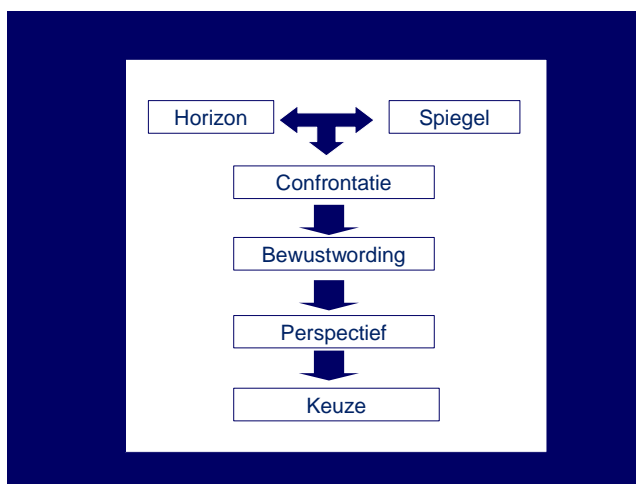 Horizon
Spiegel
Confrontatie
Bewustwording
Perspectief
Keuze